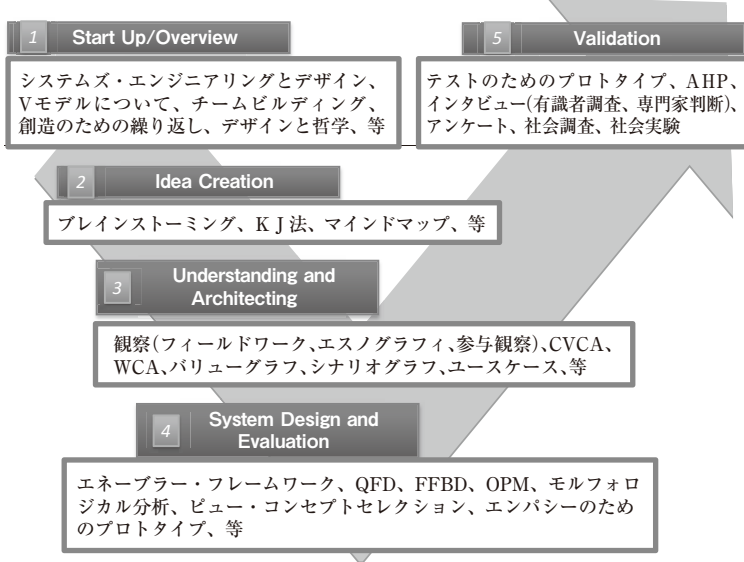 1 Start Up/Overview
システムズ・エンジニアリングとデザイン、
Vモデルについて、チームビルディング、
創造のための繰り返し、デザインと哲学、等
5 Validation
テストのためのプロトタイプ、AHP、
インタビュー(有識者調査、専門家判断)、
アンケート、社会調査、社会実験
2 Idea Creation
ブレインストーミング、KJ法、マインドマップ、等
3 Understanding and
Architecting
観察(フィールドワーク、エスノグラフィ、参与観察)、CVCA、
WCA、バリューグラフ、シナリオグラフ、ユースケース、等
4 System Design and
Evaluation
エネーブラー・フレームワーク、QFD、FFBD、OPM、モルフォロ
ジカル分析、ピュー・コンセプトセレクション、エンパシーのため
のプロトタイプ、等